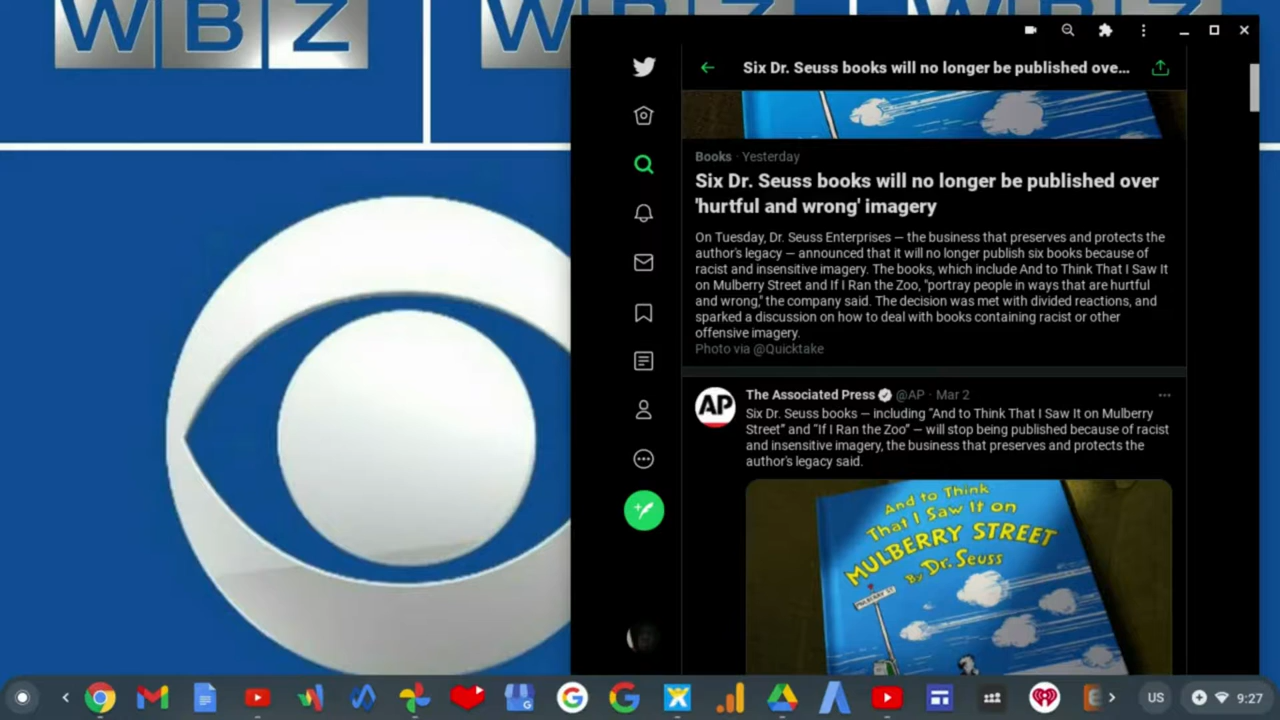 WBZ
WBZ
WBZ
Six Dr. Seuss books will no longer be published ove...
Books · Yesterday
Six Dr. Seuss books will no longer be published over
'hurtful and wrong' imagery
On Tuesday, Dr. Seuss Enterprises — the business that preserves and protects the
author's legacy — announced that it will no longer publish six books because of
racist and insensitive imagery. The books, which include And to Think That I Saw It
on Mulberry Street and If I Ran the Zoo, "portray people in ways that are hurtful
and wrong," the company said. The decision was met with divided reactions, and
sparked a discussion on how to deal with books containing racist or other
offensive imagery.
Photo via @Quicktake
AP
The Associated Press @AP · Mar 2
Six Dr. Seuss books — including “And to Think That I Saw It on Mulberry
Street” and “If I Ran the Zoo” — will stop being published because of racist
and insensitive imagery, the business that preserves and protects the
author's legacy said.
And to Think
That I Saw It on
MULBERRY STREET
By Dr. Seuss
MULBERRY ST.
US
9:27